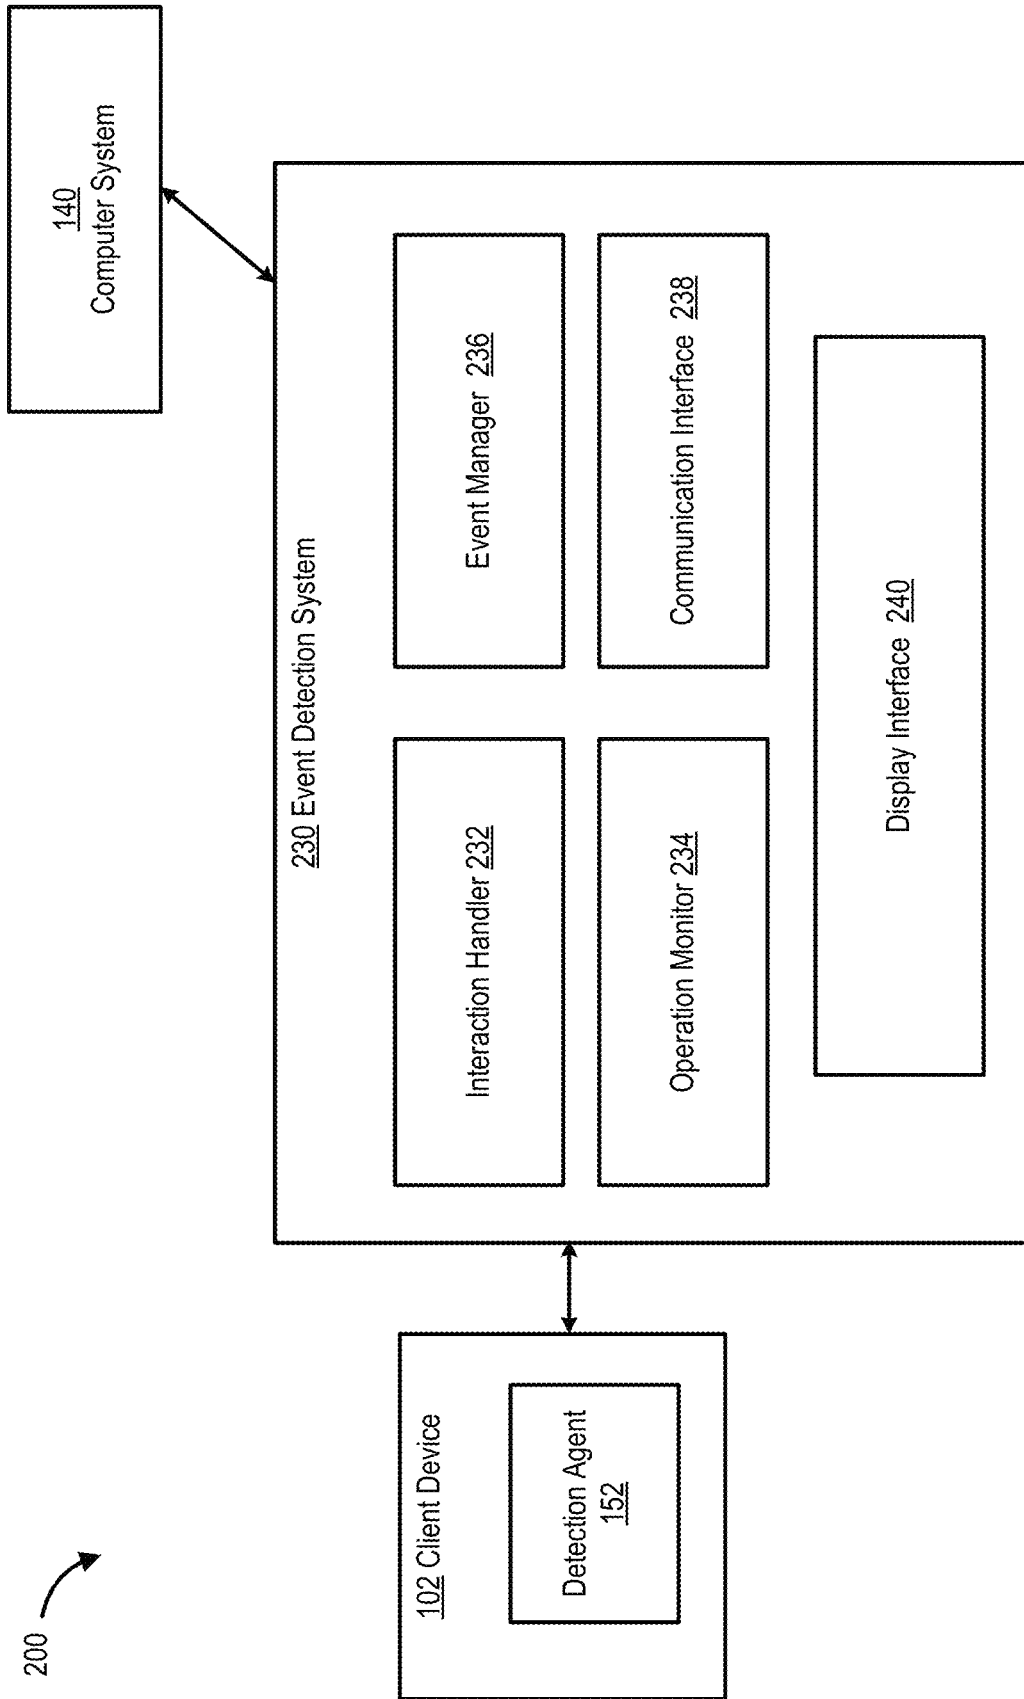 200
140
Computer System
230 Event Detection System
Interaction Handler 232
Event Manager 236
Operation Monitor 234
Communication Interface 238
Display Interface 240
102 Client Device
Detection Agent
152